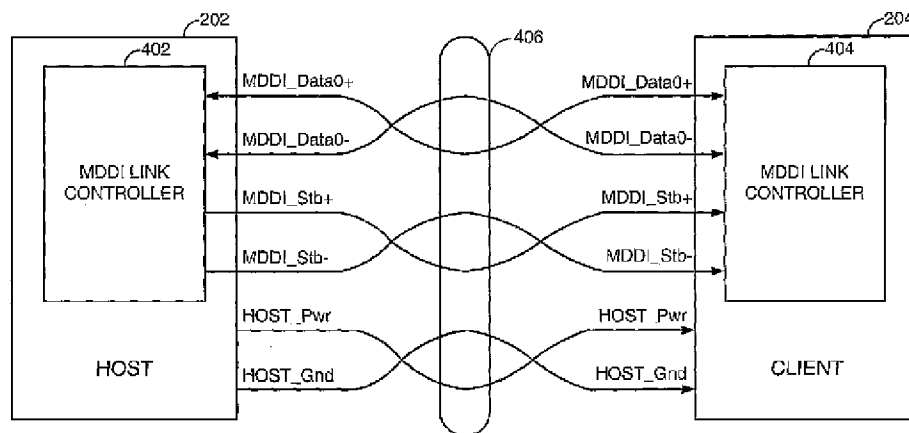 202
402
406
204
404
MDDI_Data0+
MDDI_Data0+
MDDI_Data0-
MDDI_Data0-
MDDI LINK
CONTROLLER
MDDI LINK
CONTROLLER
MDDI_Stb+
MDDI_Stb+
MDDI_Stb-
MDDI_Stb-
HOST_Pwr
HOST_Pwr
HOST
CLIENT
HOST_Gnd
HOST_Gnd